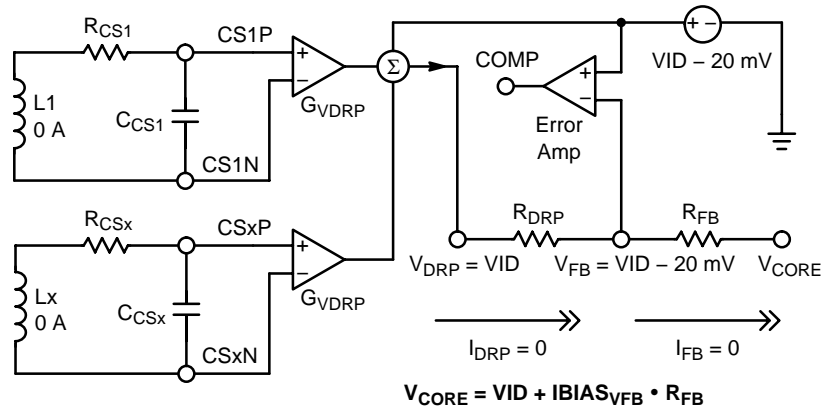 RCS1
CS1P
L1
0 A
CCS1
CS1N
+
−
GVDRP
Σ
COMP
+
−
Error
Amp
+ −
VID − 20 mV
RCSx
CSxP
Lx
0 A
CCSx
CSxN
+
−
GVDRP
RDRP
RFB
VDRP = VID
VFB = VID − 20 mV
VCORE
IDRP = 0
IFB = 0
VCORE = VID + IBIASVFB • RFB